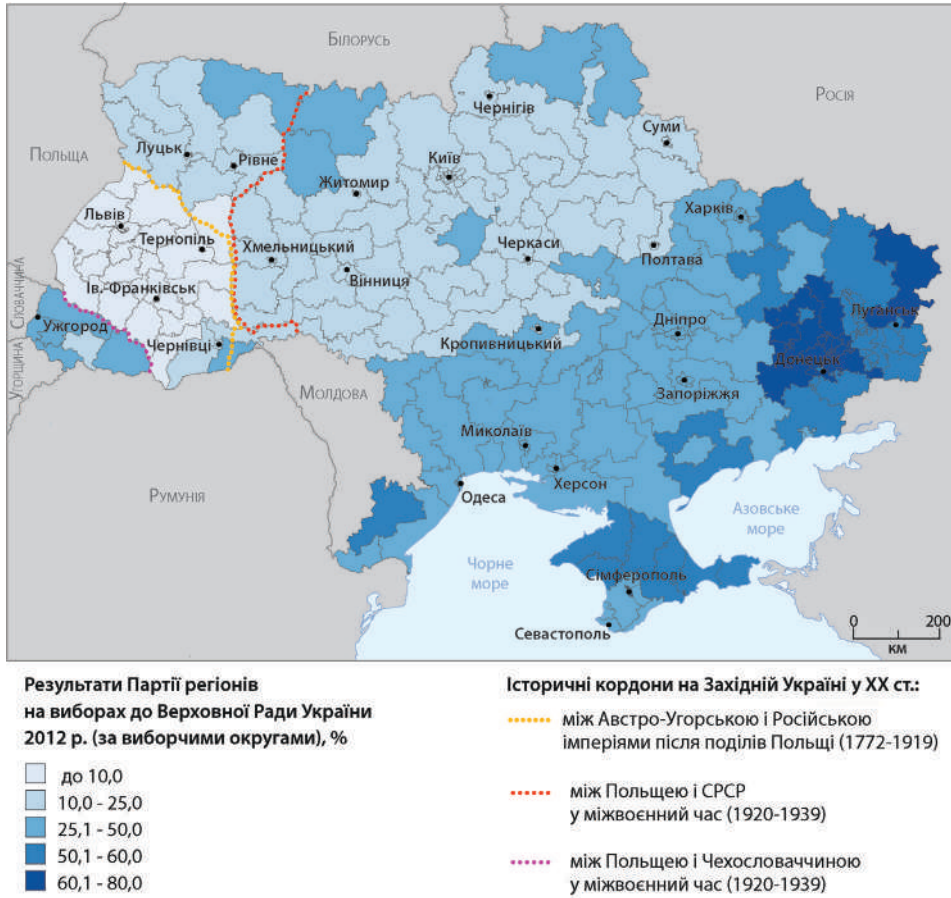 БІЛОРУСЬ
РОСІЯ
ПОЛЬЩА
СЛОВАЧЧИНА
УГОРЩИНА
МОЛДОВА
РУМУНІЯ
Чернігів
Суми
Луцьк
Рівне
Київ
Житомир
Львів
Тернопіль
Хмельницький
Харків
Полтава
Черкаси
Вінниця
Ів.-Франківськ
Ужгород
Чернівці
Кропивницький
Дніпро
Луганськ
Донецьк
Запоріжжя
Миколаїв
Херсон
Одеса
Азовське
море
Чорне
море
Сімферополь
Севастополь
0 200
км
Результати Партії регіонів
на виборах до Верховної Ради України
2012 р. (за виборчими округами), %
до 10,0
10,0 - 25,0
25,1 - 50,0
50,1 - 60,0
60,1 - 80,0
Історичні кордони на Західній Україні у XX ст.:
між Австро-Угорською і Російською
імперіями після поділів Польщі (1772-1919)
між Польщею і СРСР
у міжвоєнний час (1920-1939)
між Польщею і Чехословаччиною
у міжвоєнний час (1920-1939)